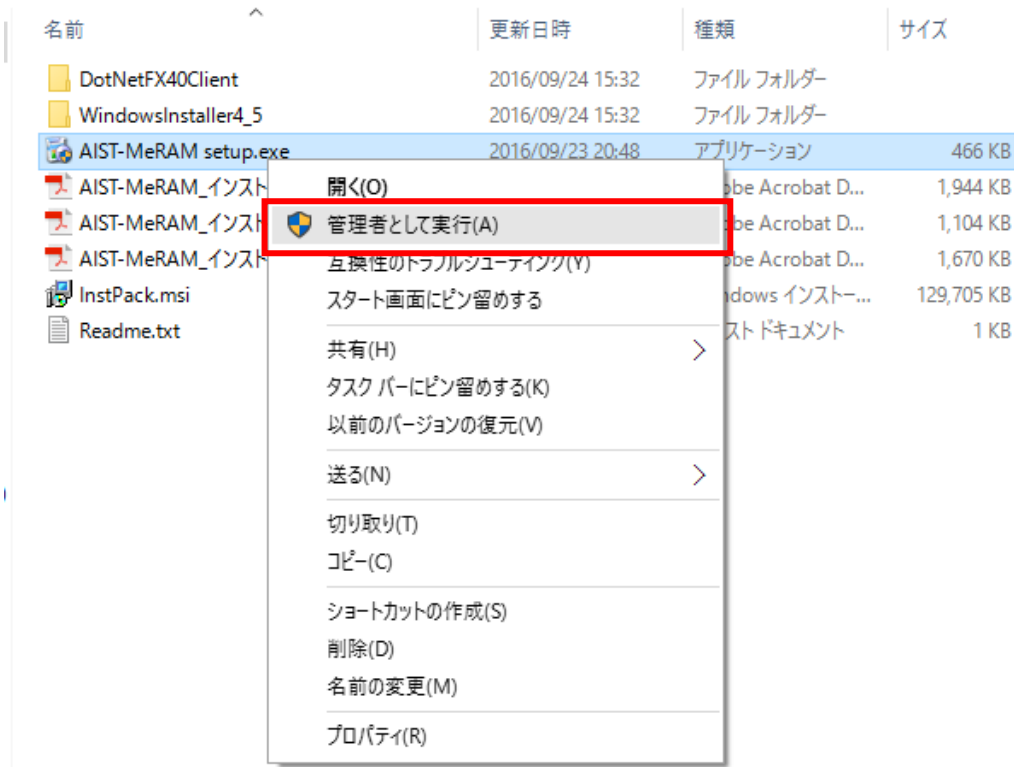 名前 更新日時 種類 サイズ
DotNetFX40Client 2016/09/24 15:32 ファイル フォルダー
WindowsInstaller4_5 2016/09/24 15:32 ファイル フォルダー
AIST-MeRAM setup.exe 2016/09/23 20:48 アプリケーション 466 KB
AIST-MeRAM_インスト obe Acrobat D... 1,944 KB
AIST-MeRAM_インスト obe Acrobat D... 1,104 KB
AIST-MeRAM_インスト obe Acrobat D... 1,670 KB
InstPack.msi ndows インストー... 129,705 KB
Readme.txt スト ドキュメント 1 KB
開く(O)
管理者として実行(A)
互換性のトラブルシューティング(Y)
スタート画面にピン留めする
共有(H)
タスク バーにピン留めする(K)
以前のバージョンの復元(V)
送る(N)
切り取り(T)
コピー(C)
ショートカットの作成(S)
削除(D)
名前の変更(M)
プロパティ(R)